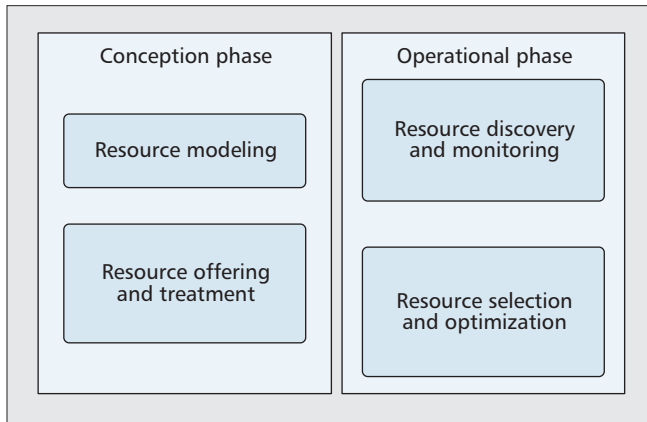 Conception phase
Resource modeling
Resource offering
and treatment
Operational phase
Resource discovery
and monitoring
Resource selection
and optimization